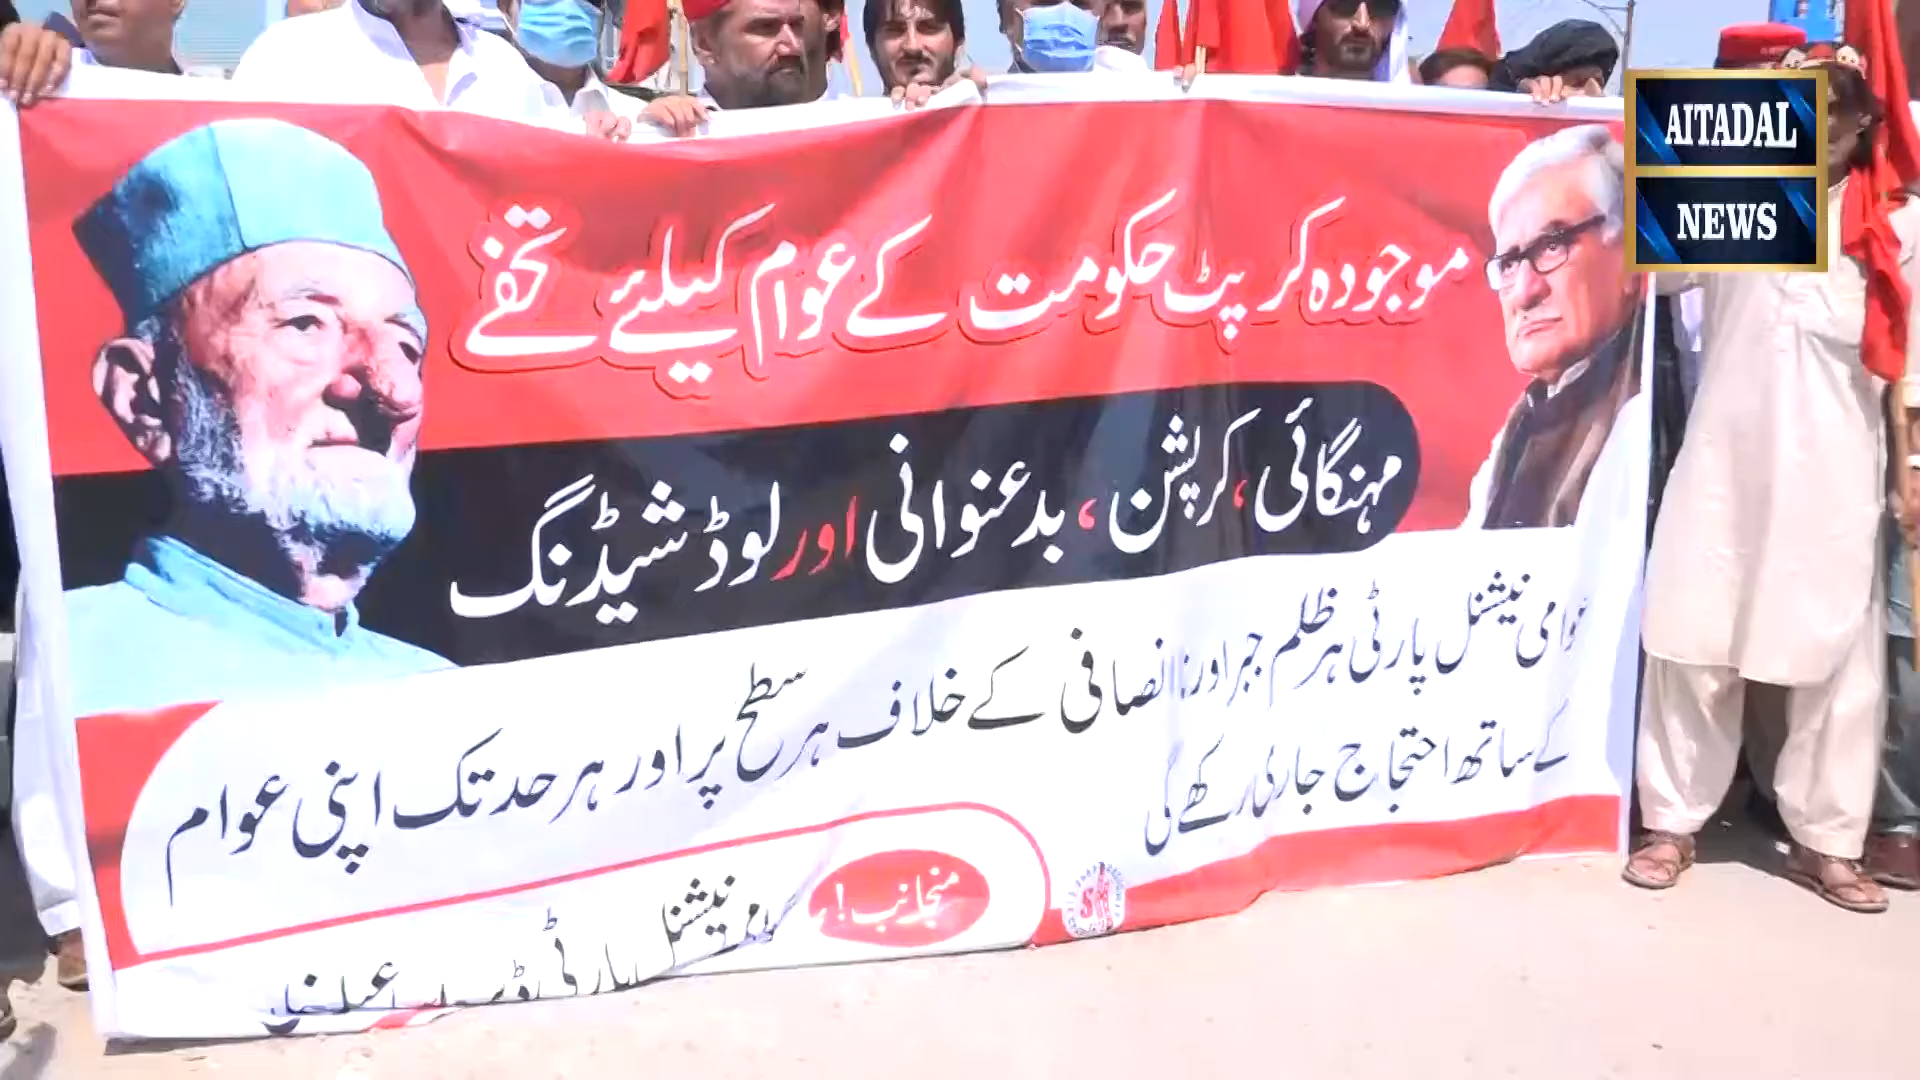 موجودہ کرپٹ حکومت کے عوام کیلئے تحفے
مہنگائی، کرپشن، بدعنوانی اور لوڈشیڈنگ
عوامی نیشنل پارٹی ہر ظلم جبر اور ناانصافی کے خلاف ہر سطح پر اور ہر حد تک اپنی عوام
کے ساتھ احتجاج جاری رکھے گی
منجانب!
نیشنل پارٹی
AITADAL
NEWS